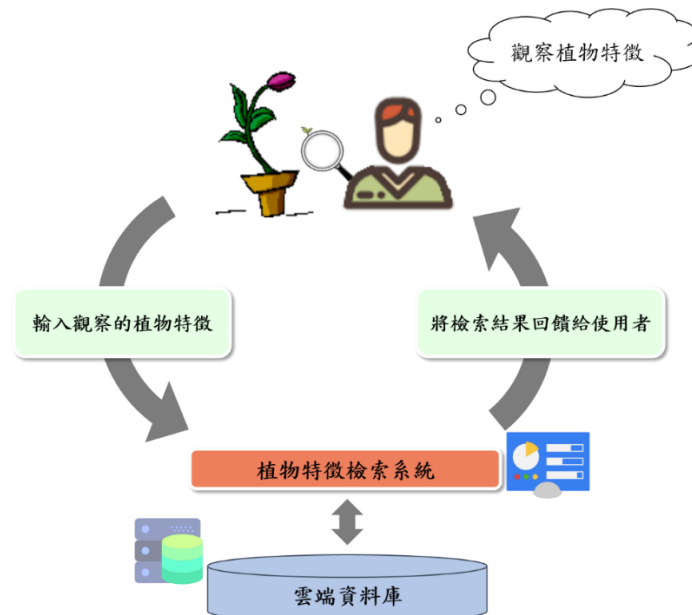 觀察植物特徵
輸入觀察的植物特徵
將檢索結果回饋給使用者
植物特徵檢索系統
雲端資料庫